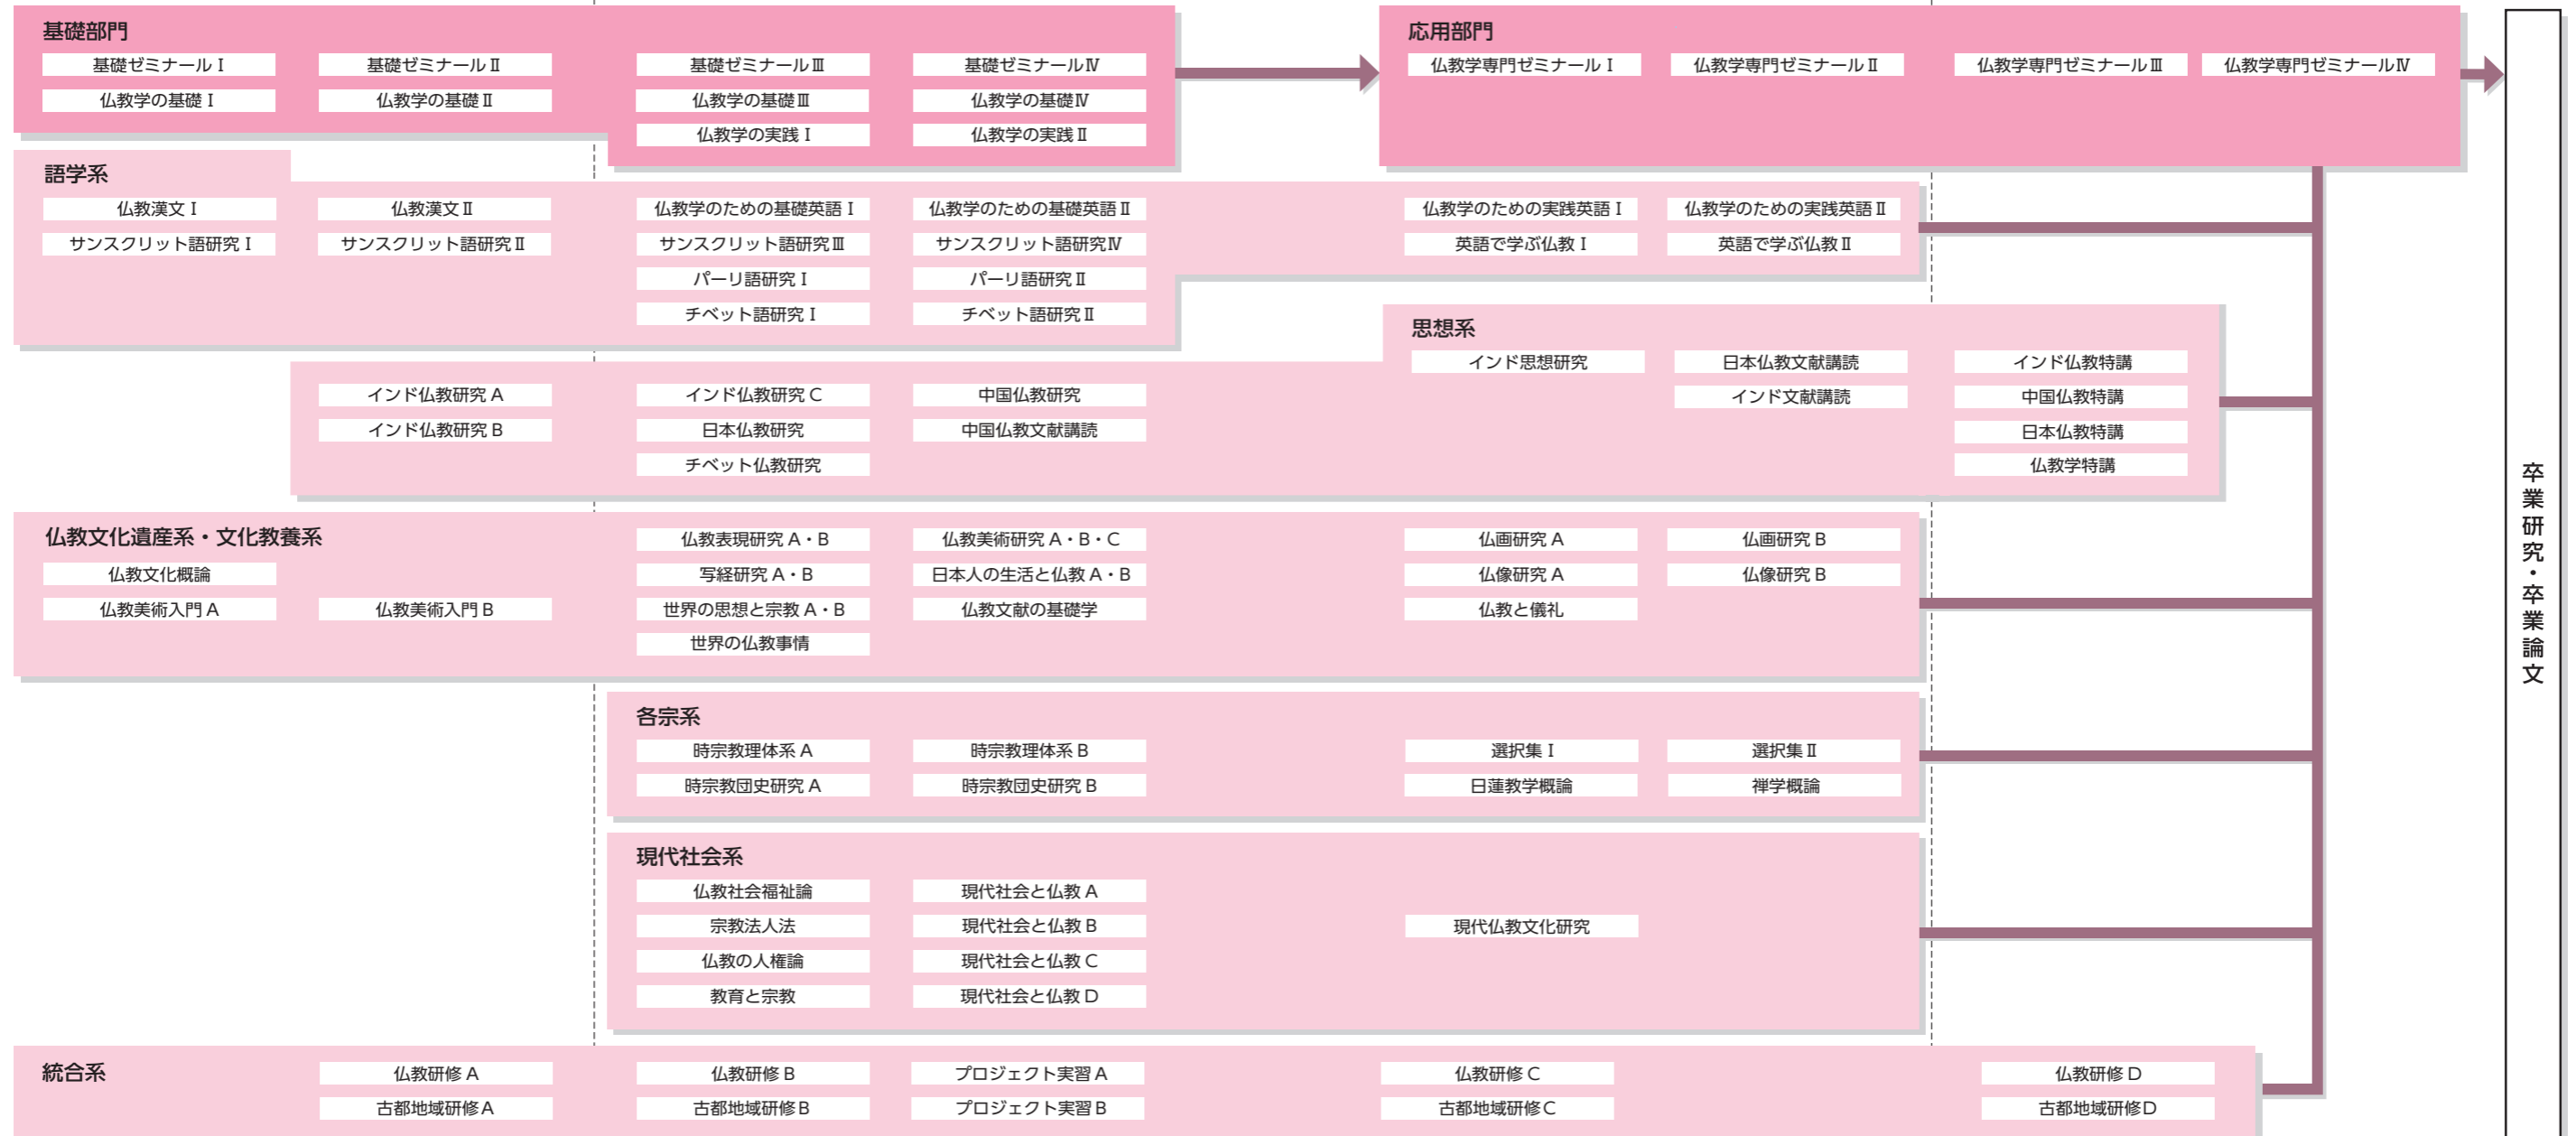 基礎部門
基礎ゼミナールⅠ 基礎ゼミナールⅡ 基礎ゼミナールⅢ 基礎ゼミナールⅣ
仏教学の基礎Ⅰ 仏教学の基礎Ⅱ 仏教学の基礎Ⅲ 仏教学の基礎Ⅳ
仏教学の実践Ⅰ 仏教学の実践Ⅱ
応用部門
仏教学専門ゼミナールⅠ 仏教学専門ゼミナールⅡ 仏教学専門ゼミナールⅢ 仏教学専門ゼミナールⅣ
語学系
仏教漢文Ⅰ 仏教漢文Ⅱ 仏教学のための基礎英語Ⅰ 仏教学のための基礎英語Ⅱ 仏教学のための実践英語Ⅰ 仏教学のための実践英語Ⅱ
サンスクリット語研究Ⅰ サンスクリット語研究Ⅱ サンスクリット語研究Ⅲ サンスクリット語研究Ⅳ 英語で学ぶ仏教Ⅰ 英語で学ぶ仏教Ⅱ
パーリ語研究Ⅰ パーリ語研究Ⅱ
チベット語研究Ⅰ チベット語研究Ⅱ
思想系
インド思想研究 日本仏教文献講読 インド仏教特講
インド仏教研究 A インド仏教研究 C 中国仏教研究 インド文献講読 中国仏教特講
インド仏教研究 B 日本仏教研究 中国仏教文献講読 日本仏教特講
チベット仏教研究 仏教学特講
仏教文化遺産系・文化教養系
仏教表現研究 A・B 仏教美術研究 A・B・C 仏画研究 A 仏画研究 B
仏教文化概論 写経研究 A・B 日本人の生活と仏教 A・B 仏像研究 A 仏像研究 B
仏教美術入門 A 仏教美術入門 B 世界の思想と宗教 A・B 仏教文献の基礎学 仏教と儀礼
世界の仏教事情
各宗系
時宗教理体系 A 時宗教理体系 B 選択集Ⅰ 選択集Ⅱ
時宗教団史研究 A 時宗教団史研究 B 日蓮教学概論 禅学概論
現代社会系
仏教社会福祉論 現代社会と仏教 A
宗教法人法 現代社会と仏教 B 現代仏教文化研究
仏教の人権論 現代社会と仏教 C
教育と宗教 現代社会と仏教 D
統合系
仏教研修 A 仏教研修 B プロジェクト実習 A 仏教研修 C 仏教研修 D
古都地域研修A 古都地域研修B プロジェクト実習 B 古都地域研修C 古都地域研修D
卒業研究・卒業論文